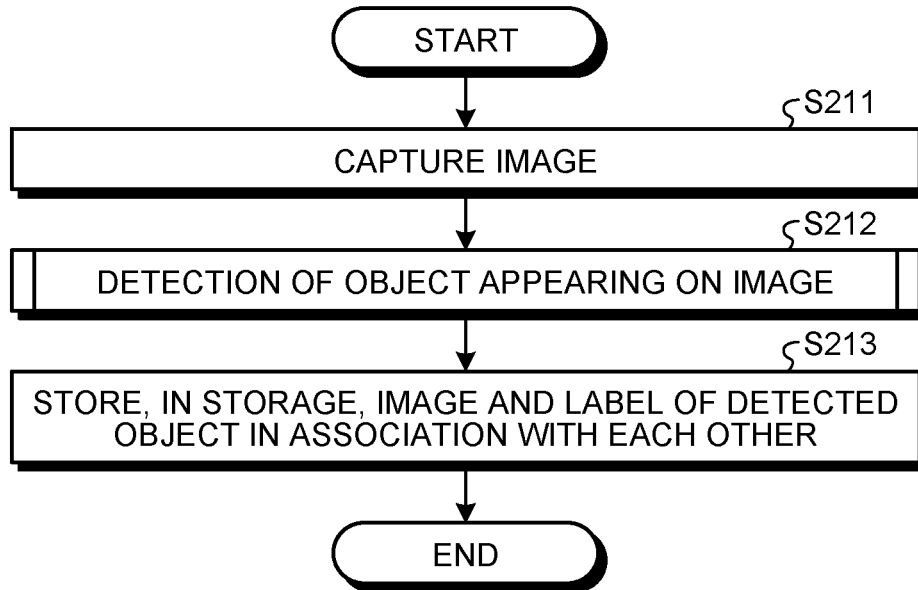 START
S211
CAPTURE IMAGE
S212
DETECTION OF OBJECT APPEARING ON IMAGE
S213
STORE, IN STORAGE, IMAGE AND LABEL OF DETECTED
OBJECT IN ASSOCIATION WITH EACH OTHER
END